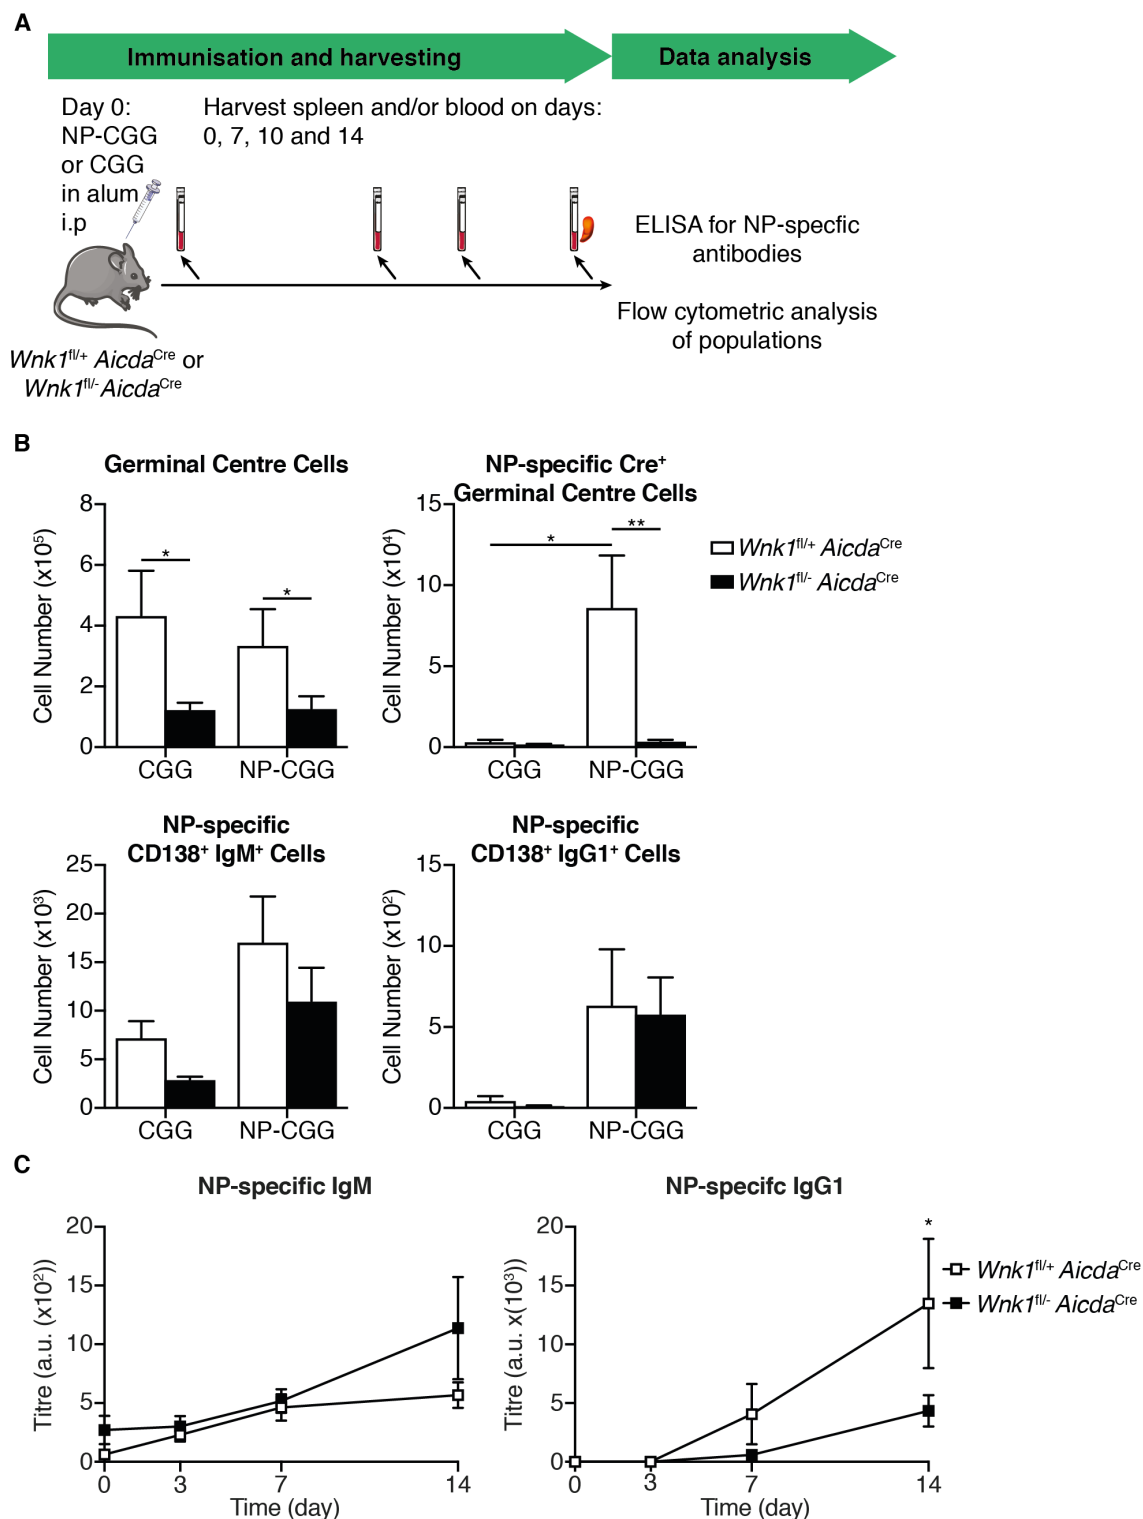 A
Immunisation and harvesting
Data analysis
Day 0:
NP-CGG
or CGG
in alum
i.p
Harvest spleen and/or blood on days:
0, 7, 10 and 14
ELISA for NP-specfic
antibodies
Flow cytometric analysis
of populations
Wnk1fl/+ AicdaCre or
Wnk1fl/- AicdaCre
B
Germinal Centre Cells
Cell Number (x10⁵)
8
6
4
2
0
*
*
CGG
NP-CGG
NP-specific Cre⁺
Germinal Centre Cells
Cell Number (x10⁴)
15
10
5
0
*
**
CGG
NP-CGG
Wnk1fl/+ AicdaCre
Wnk1fl/- AicdaCre
NP-specific
CD138⁺ IgM⁺ Cells
Cell Number (x10³)
25
20
15
10
5
0
CGG
NP-CGG
NP-specific
CD138⁺ IgG1⁺ Cells
Cell Number (x10²)
15
10
5
0
CGG
NP-CGG
C
NP-specific IgM
Titre (a.u. (x10²))
20
15
10
5
0
0
3
7
14
Time (day)
NP-specifc IgG1
Titre (a.u. x(10³))
20
15
10
5
0
*
0
3
7
14
Time (day)
Wnk1fl/+ AicdaCre
Wnk1fl/- AicdaCre